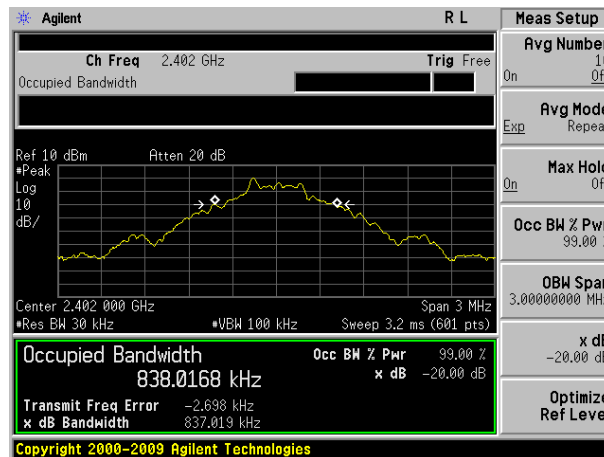 Agilent R L Meas Setup
Avg Number
On
Ch Freq 2.402 GHz Trig Free
Occupied Bandwidth
Avg Mode
Exp Repeat
Ref 10 dBm Atten 20 dB
#Peak
Log
10
dB/
Max Hold
On Off
Occ BW % Pwr
99.00 %
OBW Span
3.00000000 MHz
Center 2.402 000 GHz Span 3 MHz
#Res BW 30 kHz #VBW 100 kHz Sweep 3.2 ms (601 pts)
Occupied Bandwidth Occ BW % Pwr 99.00 %
838.0168 kHz x dB -20.00 dB
x dB
-20.00 dB
Transmit Freq Error -2.698 kHz
x dB Bandwidth 837.019 kHz
Optimize
Ref Level
Copyright 2000-2009 Agilent Technologies